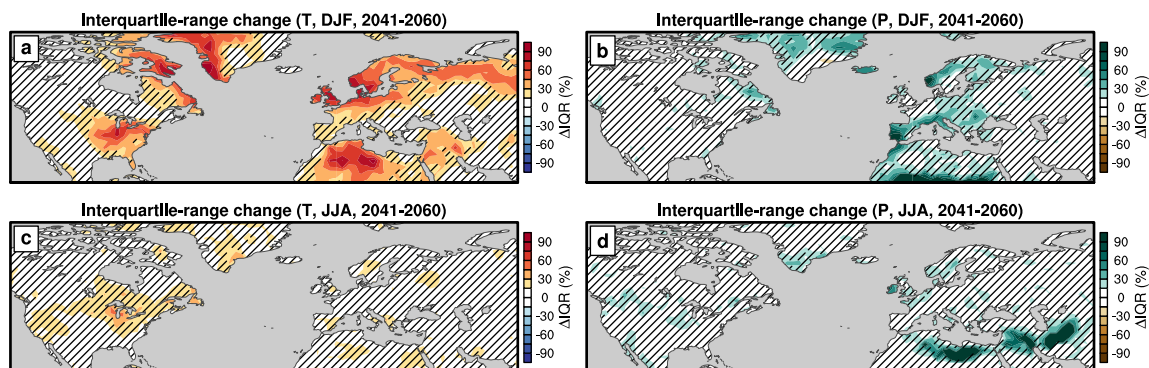 Interquartile-range change (T, DJF, 2041-2060)
a
90
60
30
0
-30
-60
-90
ΔIQR (%)
Interquartile-range change (P, DJF, 2041-2060)
b
90
60
30
0
-30
-60
-90
ΔIQR (%)
Interquartile-range change (T, JJA, 2041-2060)
c
90
60
30
0
-30
-60
-90
ΔIQR (%)
Interquartile-range change (P, JJA, 2041-2060)
d
90
60
30
0
-30
-60
-90
ΔIQR (%)